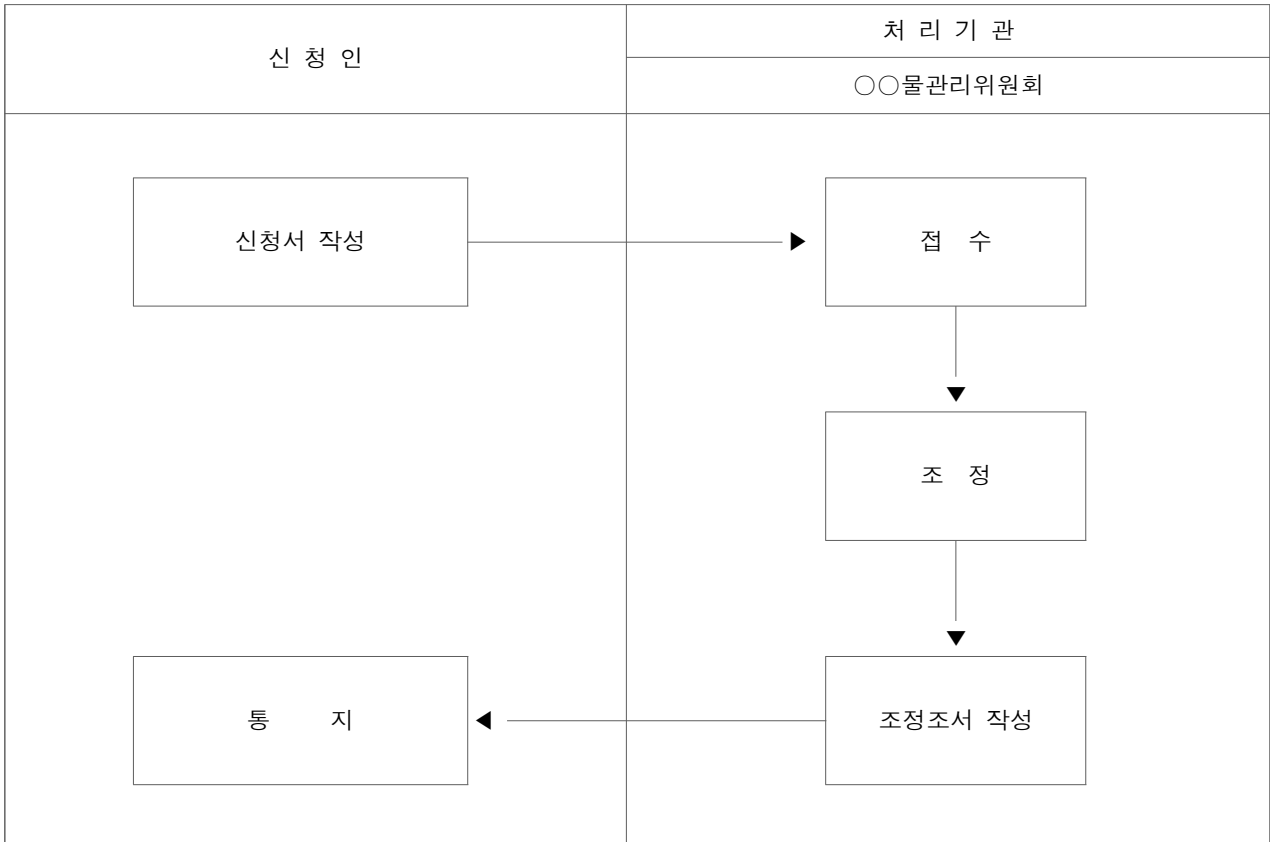 신 청 인
처 리 기 관
○○물관리위원회
신청서 작성
접 수
조 정
조정조서 작성
통 지